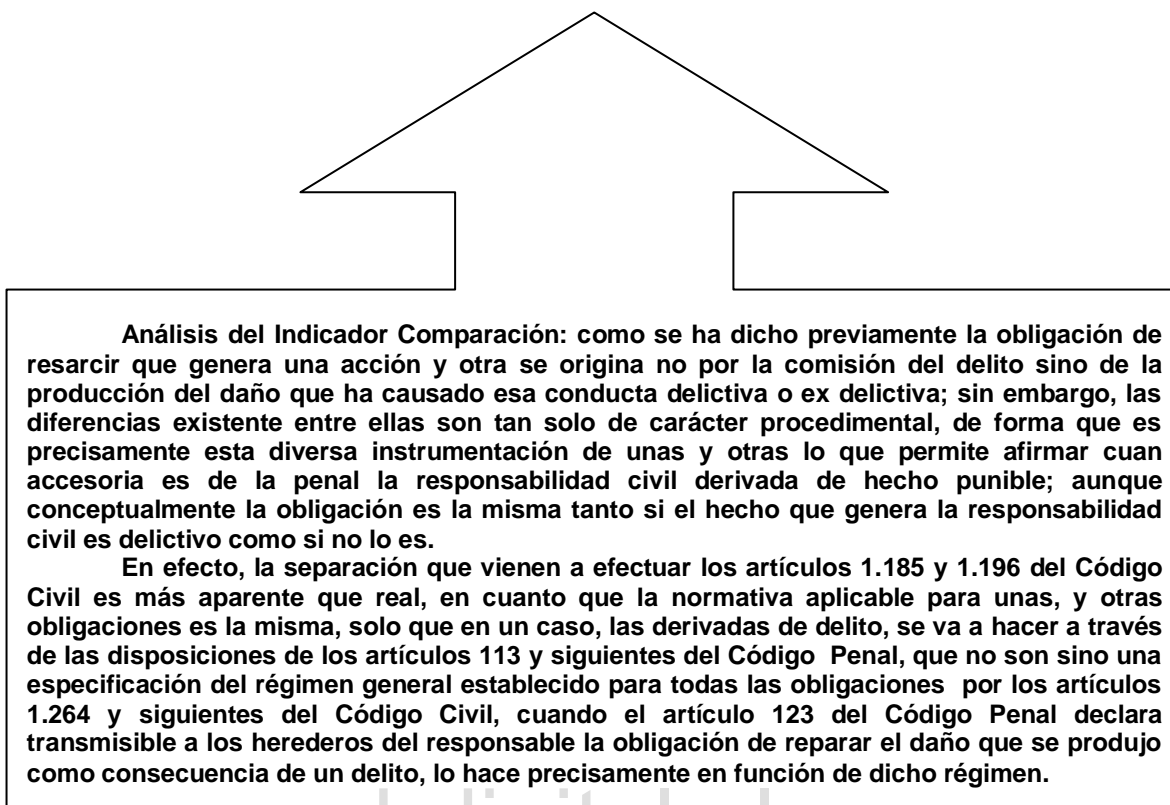 Análisis del Indicador Comparación: como se ha dicho previamente la obligación de
resarcir que genera una acción y otra se origina no por la comisión del delito sino de la
producción del daño que ha causado esa conducta delictiva o ex delictiva; sin embargo, las
diferencias existente entre ellas son tan solo de carácter procedimental, de forma que es
precisamente esta diversa instrumentación de unas y otras lo que permite afirmar cuan
accesoria es de la penal la responsabilidad civil derivada de hecho punible; aunque
conceptualmente la obligación es la misma tanto si el hecho que genera la responsabilidad
civil es delictivo como si no lo es.
En efecto, la separación que vienen a efectuar los artículos 1.185 y 1.196 del Código
Civil es más aparente que real, en cuanto que la normativa aplicable para unas, y otras
obligaciones es la misma, solo que en un caso, las derivadas de delito, se va a hacer a través
de las disposiciones de los artículos 113 y siguientes del Código Penal, que no son sino una
especificación del régimen general establecido para todas las obligaciones por los artículos
1.264 y siguientes del Código Civil, cuando el artículo 123 del Código Penal declara
transmisible a los herederos del responsable la obligación de reparar el daño que se produjo
como consecuencia de un delito, lo hace precisamente en función de dicho régimen.